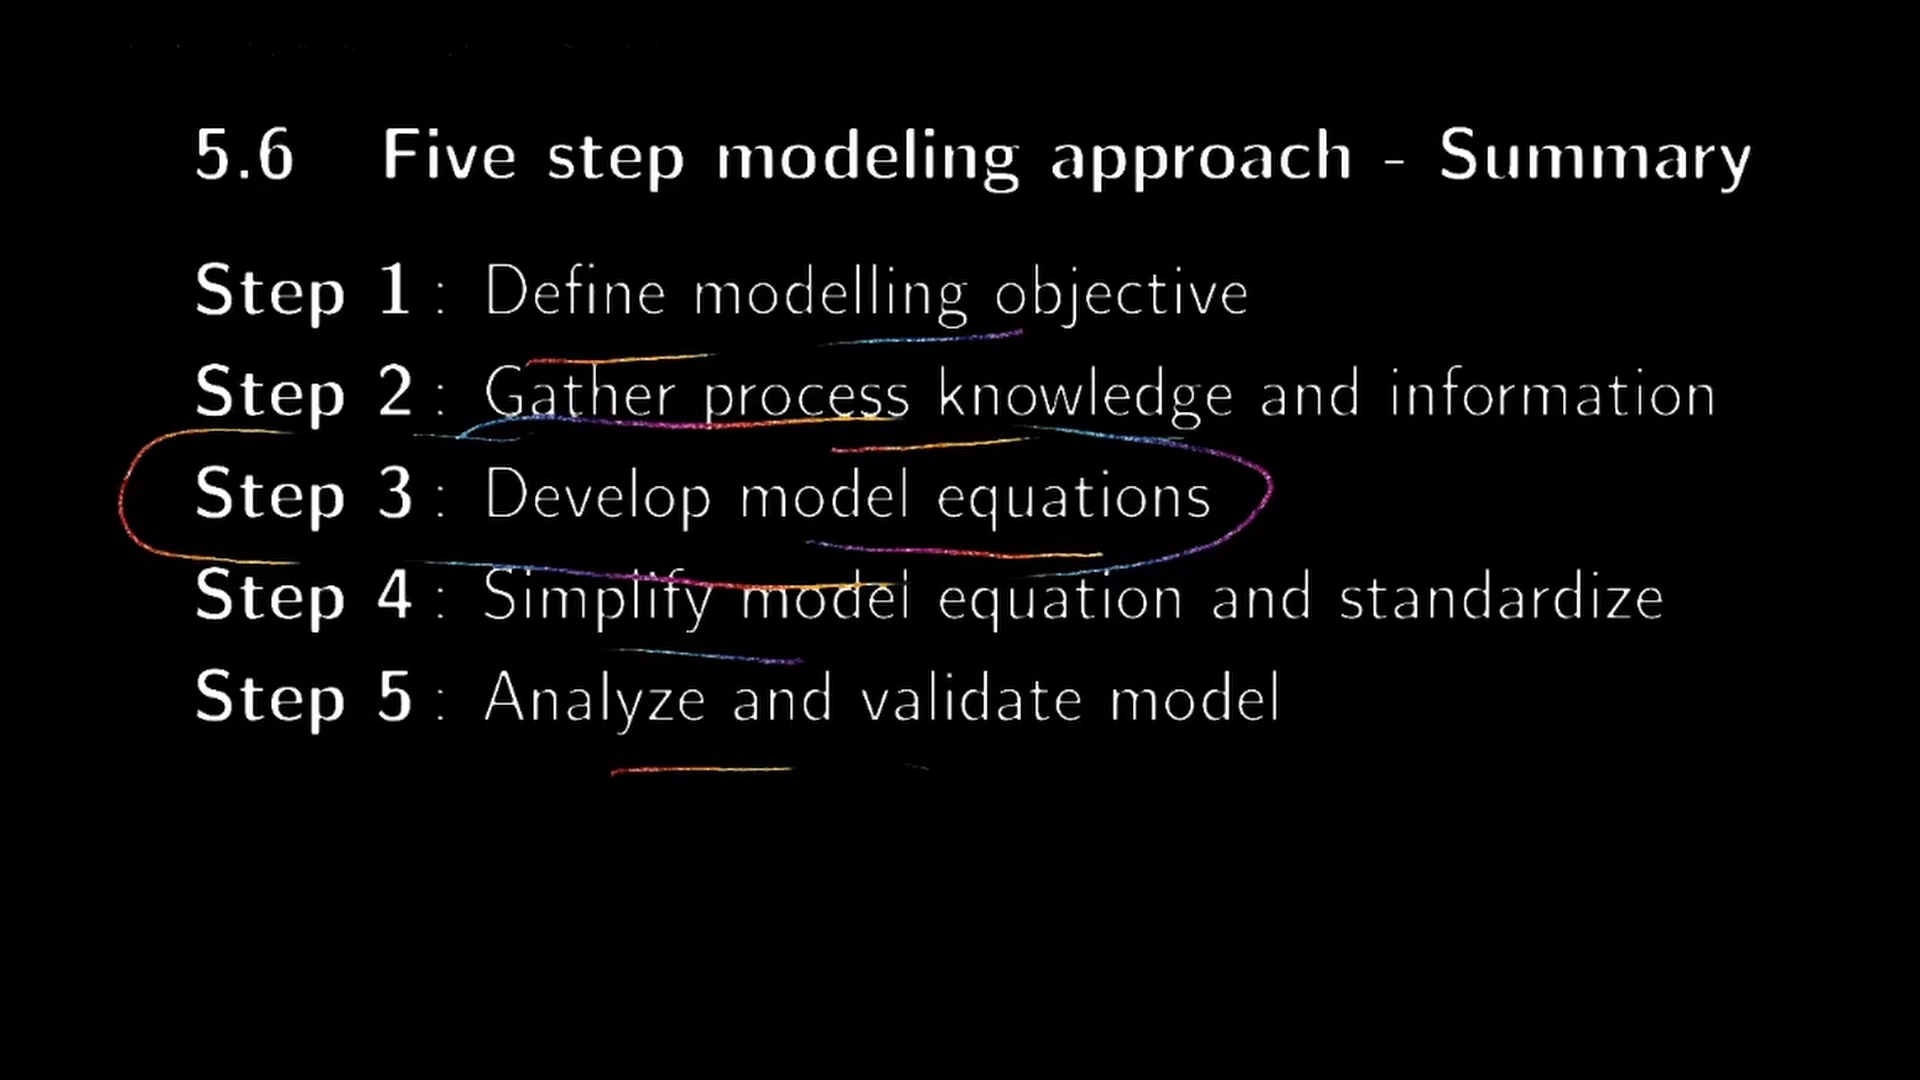 5.6 Five step modeling approach - Summary
Step 1 : Define modelling objective
Step 2 : Gather process knowledge and information
Step 3 : Develop model equations
Step 4 : Simplify model equation and standardize
Step 5 : Analyze and validate model